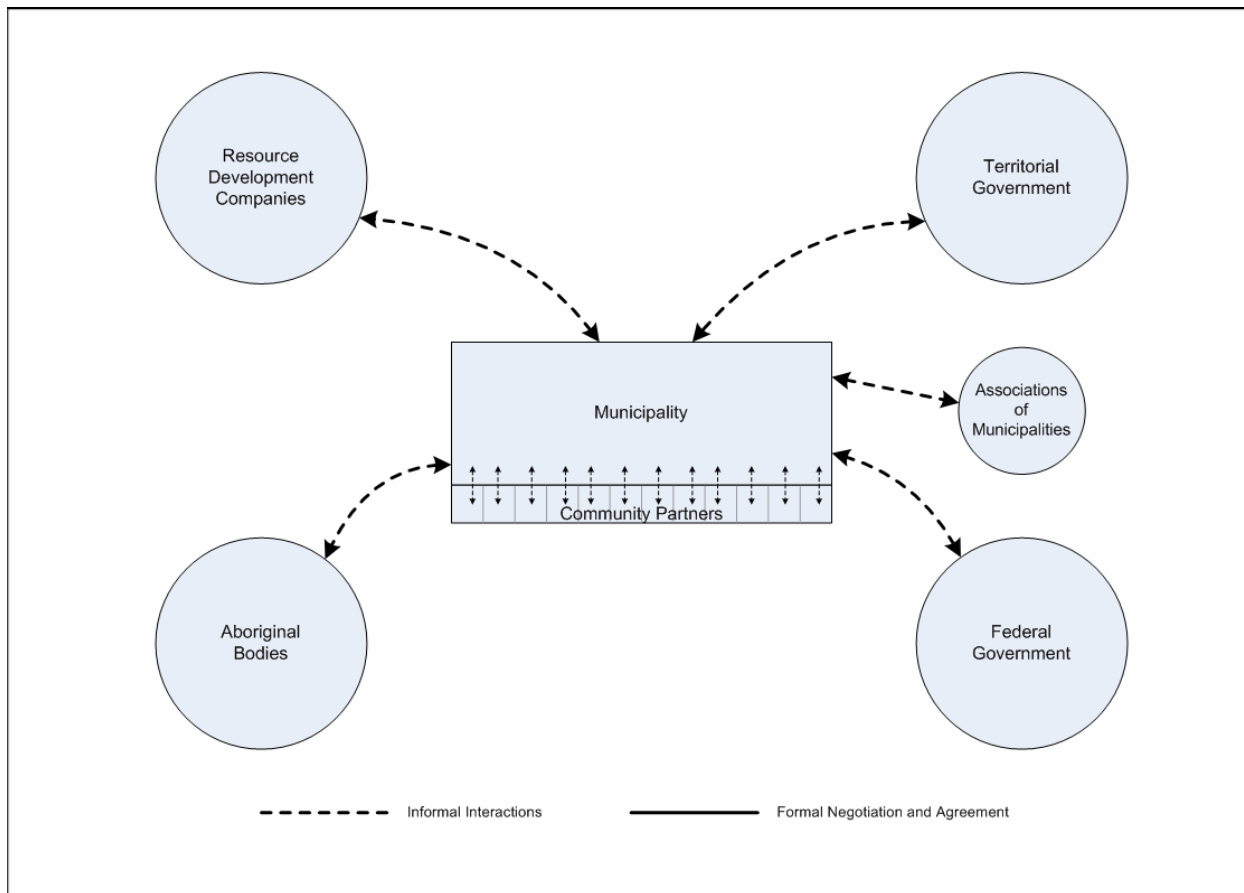 Resource
Development
Companies
Territorial
Government
Municipality
Associations
of
Municipalities
Community Partners
Aboriginal
Bodies
Federal
Government
Informal Interactions
Formal Negotiation and Agreement